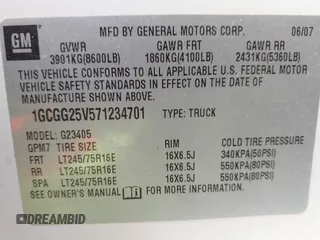 GM
MFD BY GENERAL MOTORS CORP. 06/07
GVWR GAWR FRT GAWR RR
3901KG(8600LB) 1860KG(4100LB) 2431KG(5360LB)
THIS VEHICLE CONFORMS TO ALL APPLICABLE U.S. FEDERAL MOTOR
VEHICLE SAFETY STANDARDS IN EFFECT ON THE DATE OF
MANUFACTURE SHOWN ABOVE.
1GCGG25V571234701 TYPE: TRUCK
MODEL: G23405
GPM7 TIRE SIZE RIM COLD TIRE PRESSURE
FRT LT245/75R16E 16X6.5J 340KPA(50PSI)
RR LT245/75R16E 16X6.5J 550KPA(80PSI)
SPA LT245/75R16E 16X6.5J 550KPA(80PSI)
SEE OWNER'S MANUAL FOR MORE INFORMATION.
DREAMBID